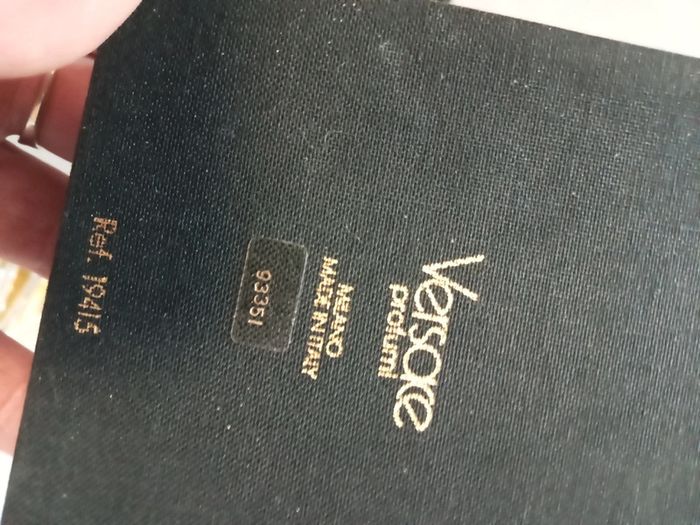 Versace
profumi
MILANO
MADE IN ITALY
93351
Ref. 19415